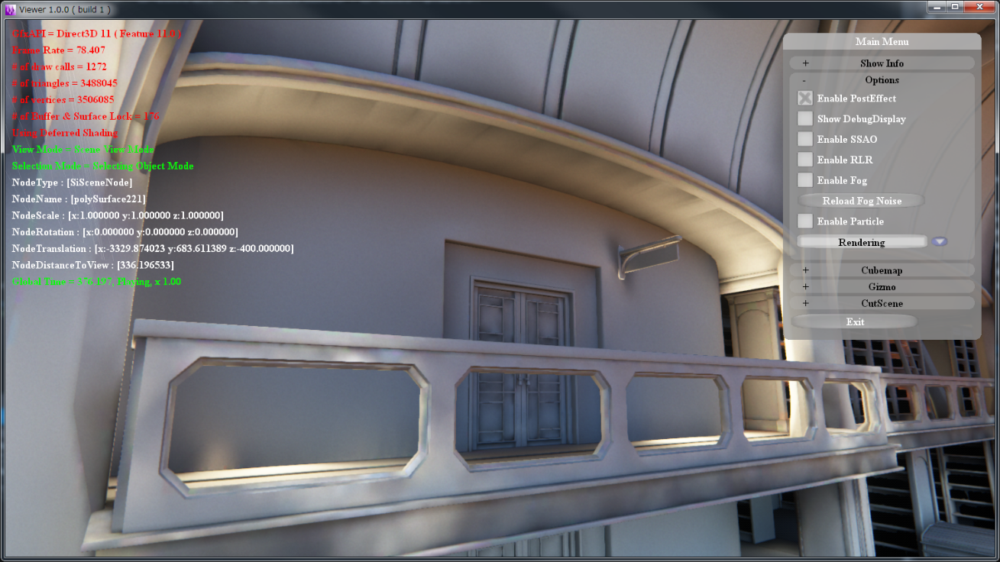 Viewer 1.0.0 ( build 1 )
GfxAPI = Direct3D 11 ( Feature 11.0 )
Frame Rate = 78.407
# of draw calls = 1272
# of triangles = 3488045
# of vertices = 3506085
# of Buffer & Surface Lock = 176
Using Deferred Shading
View Mode = Scene View Mode
Selection Mode = Selecting Object Mode
NodeType : [SiSceneNode]
NodeName : [polySurface221]
NodeScale : [x:1.000000 y:1.000000 z:1.000000]
NodeRotation : [x:0.000000 y:0.000000 z:0.000000]
NodeTranslation : [x:-3329.874023 y:683.611389 z:-400.000000]
NodeDistanceToView : [336.196533]
Global Time = 376.197, Playing, x 1.00
Main Menu
+ Show Info
- Options
Enable PostEffect
Show DebugDisplay
Enable SSAO
Enable RLR
Enable Fog
Reload Fog Noise
Enable Particle
Rendering
+ Cubemap
+ Gizmo
+ CutScene
Exit